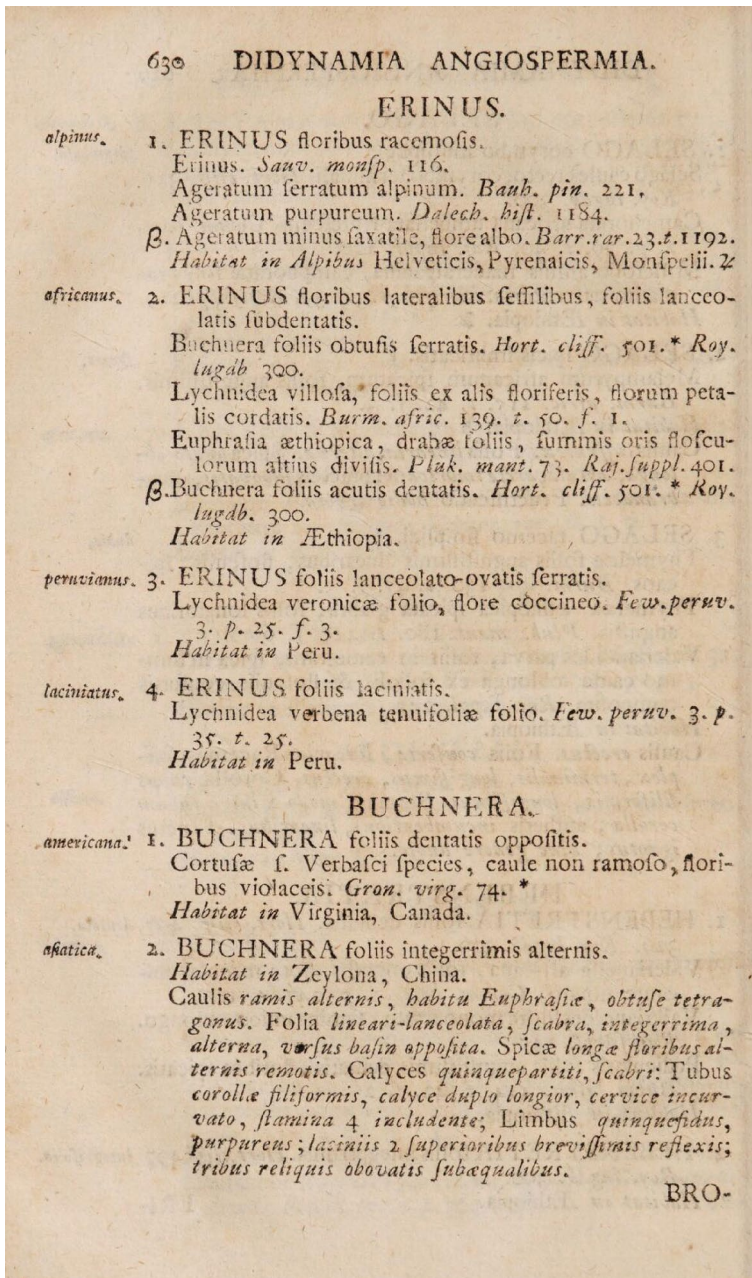 630 DIDYNAMIA ANGIOSPERMIA.
ERINUS.
alpinus. 1. ERINUS floribus racemoſis.
Erinus. Sauv. monſp. 116.
Ageratum ſerratum alpinum. Bauh. pin. 221.
Ageratum purpureum. Dalech. hiſt. 1184.
β. Ageratum minus ſaxatile, flore albo. Barr.rar.23.t.1192.
Habitat in Alpibus Helveticis, Pyrenaicis, Monſpelii. ♃
africanus. 2. ERINUS floribus lateralibus ſeſſilibus, foliis lanceo-
latis ſubdentatis.
Buchnera foliis obtuſis ſerratis. Hort. cliff. 501.* Roy.
lugdb 300.
Lychnidea villoſa, foliis ex alis floriferis, florum peta-
lis cordatis. Burm. afric. 139. t. 50. f. 1.
Euphraſia æthiopica, drabæ foliis, ſummis oris floſcu-
lorum altius diviſis. Pluk. mant. 73. Raj. ſuppl. 401.
β. Buchnera foliis acutis dentatis. Hort. cliff. 501. * Roy.
lugdb. 300.
Habitat in Æthiopia.
peruvianus. 3. ERINUS foliis lanceolato-ovatis ſerratis.
Lychnidea veronicæ folio, flore coccineo. Few.peruv.
3. p. 25. f. 3.
Habitat in Peru.
laciniatus. 4. ERINUS foliis laciniatis.
Lychnidea verbena tenuifoliæ folio. Few. peruv. 3. p.
35. t. 25.
Habitat in Peru.
BUCHNERA.
americana. 1. BUCHNERA foliis dentatis oppoſitis.
Cortuſæ ſ. Verbaſci ſpecies, caule non ramoſo, flori-
bus violaceis. Gron. virg. 74. *
Habitat in Virginia, Canada.
aſiatica. 2. BUCHNERA foliis integerrimis alternis.
Habitat in Zeylona, China.
Caulis ramis alternis, habitu Euphraſiæ, obtuſe tetra-
gonus. Folia lineari-lanceolata, ſcabra, integerrima,
alterna, verſus baſin oppoſita. Spicæ longæ floribus al-
ternis remotis. Calyces quinquepartiti, ſcabri: Tubus
corollæ filiformis, calyce duplo longior, cervice incur-
vato, ſtamina 4 includente; Limbus quinquefidus,
purpureus; laciniis 2 ſuperioribus breviſſimis reflexis;
tribus reliquis obovatis ſubæqualibus.
BRO-